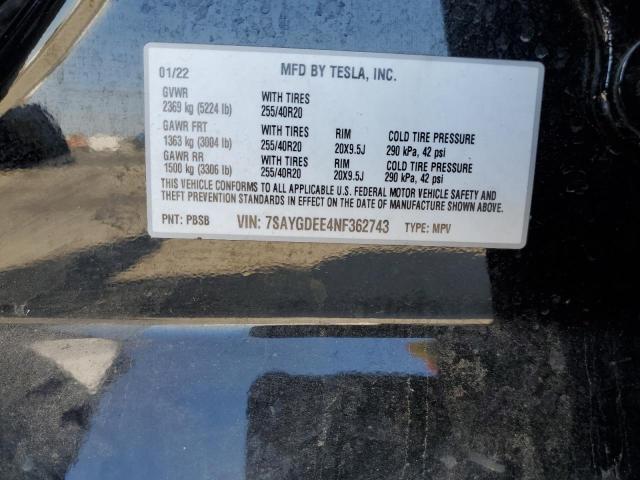 01/22 MFD BY TESLA, INC.
GVWR WITH TIRES
2369 kg (5224 lb) 255/40R20
GAWR FRT WITH TIRES RIM COLD TIRE PRESSURE
1363 kg (3004 lb) 255/40R20 20X9.5J 290 kPa, 42 psi
GAWR RR WITH TIRES RIM COLD TIRE PRESSURE
1500 kg (3306 lb) 255/40R20 20X9.5J 290 kPa, 42 psi
THIS VEHICLE CONFORMS TO ALL APPLICABLE U.S. FEDERAL MOTOR VEHICLE SAFETY AND
THEFT PREVENTION STANDARDS IN EFFECT ON THE DATE OF MANUFACTURE SHOWN ABOVE.
PNT: PBSB VIN: 7SAYGDEE4NF362743 TYPE: MPV